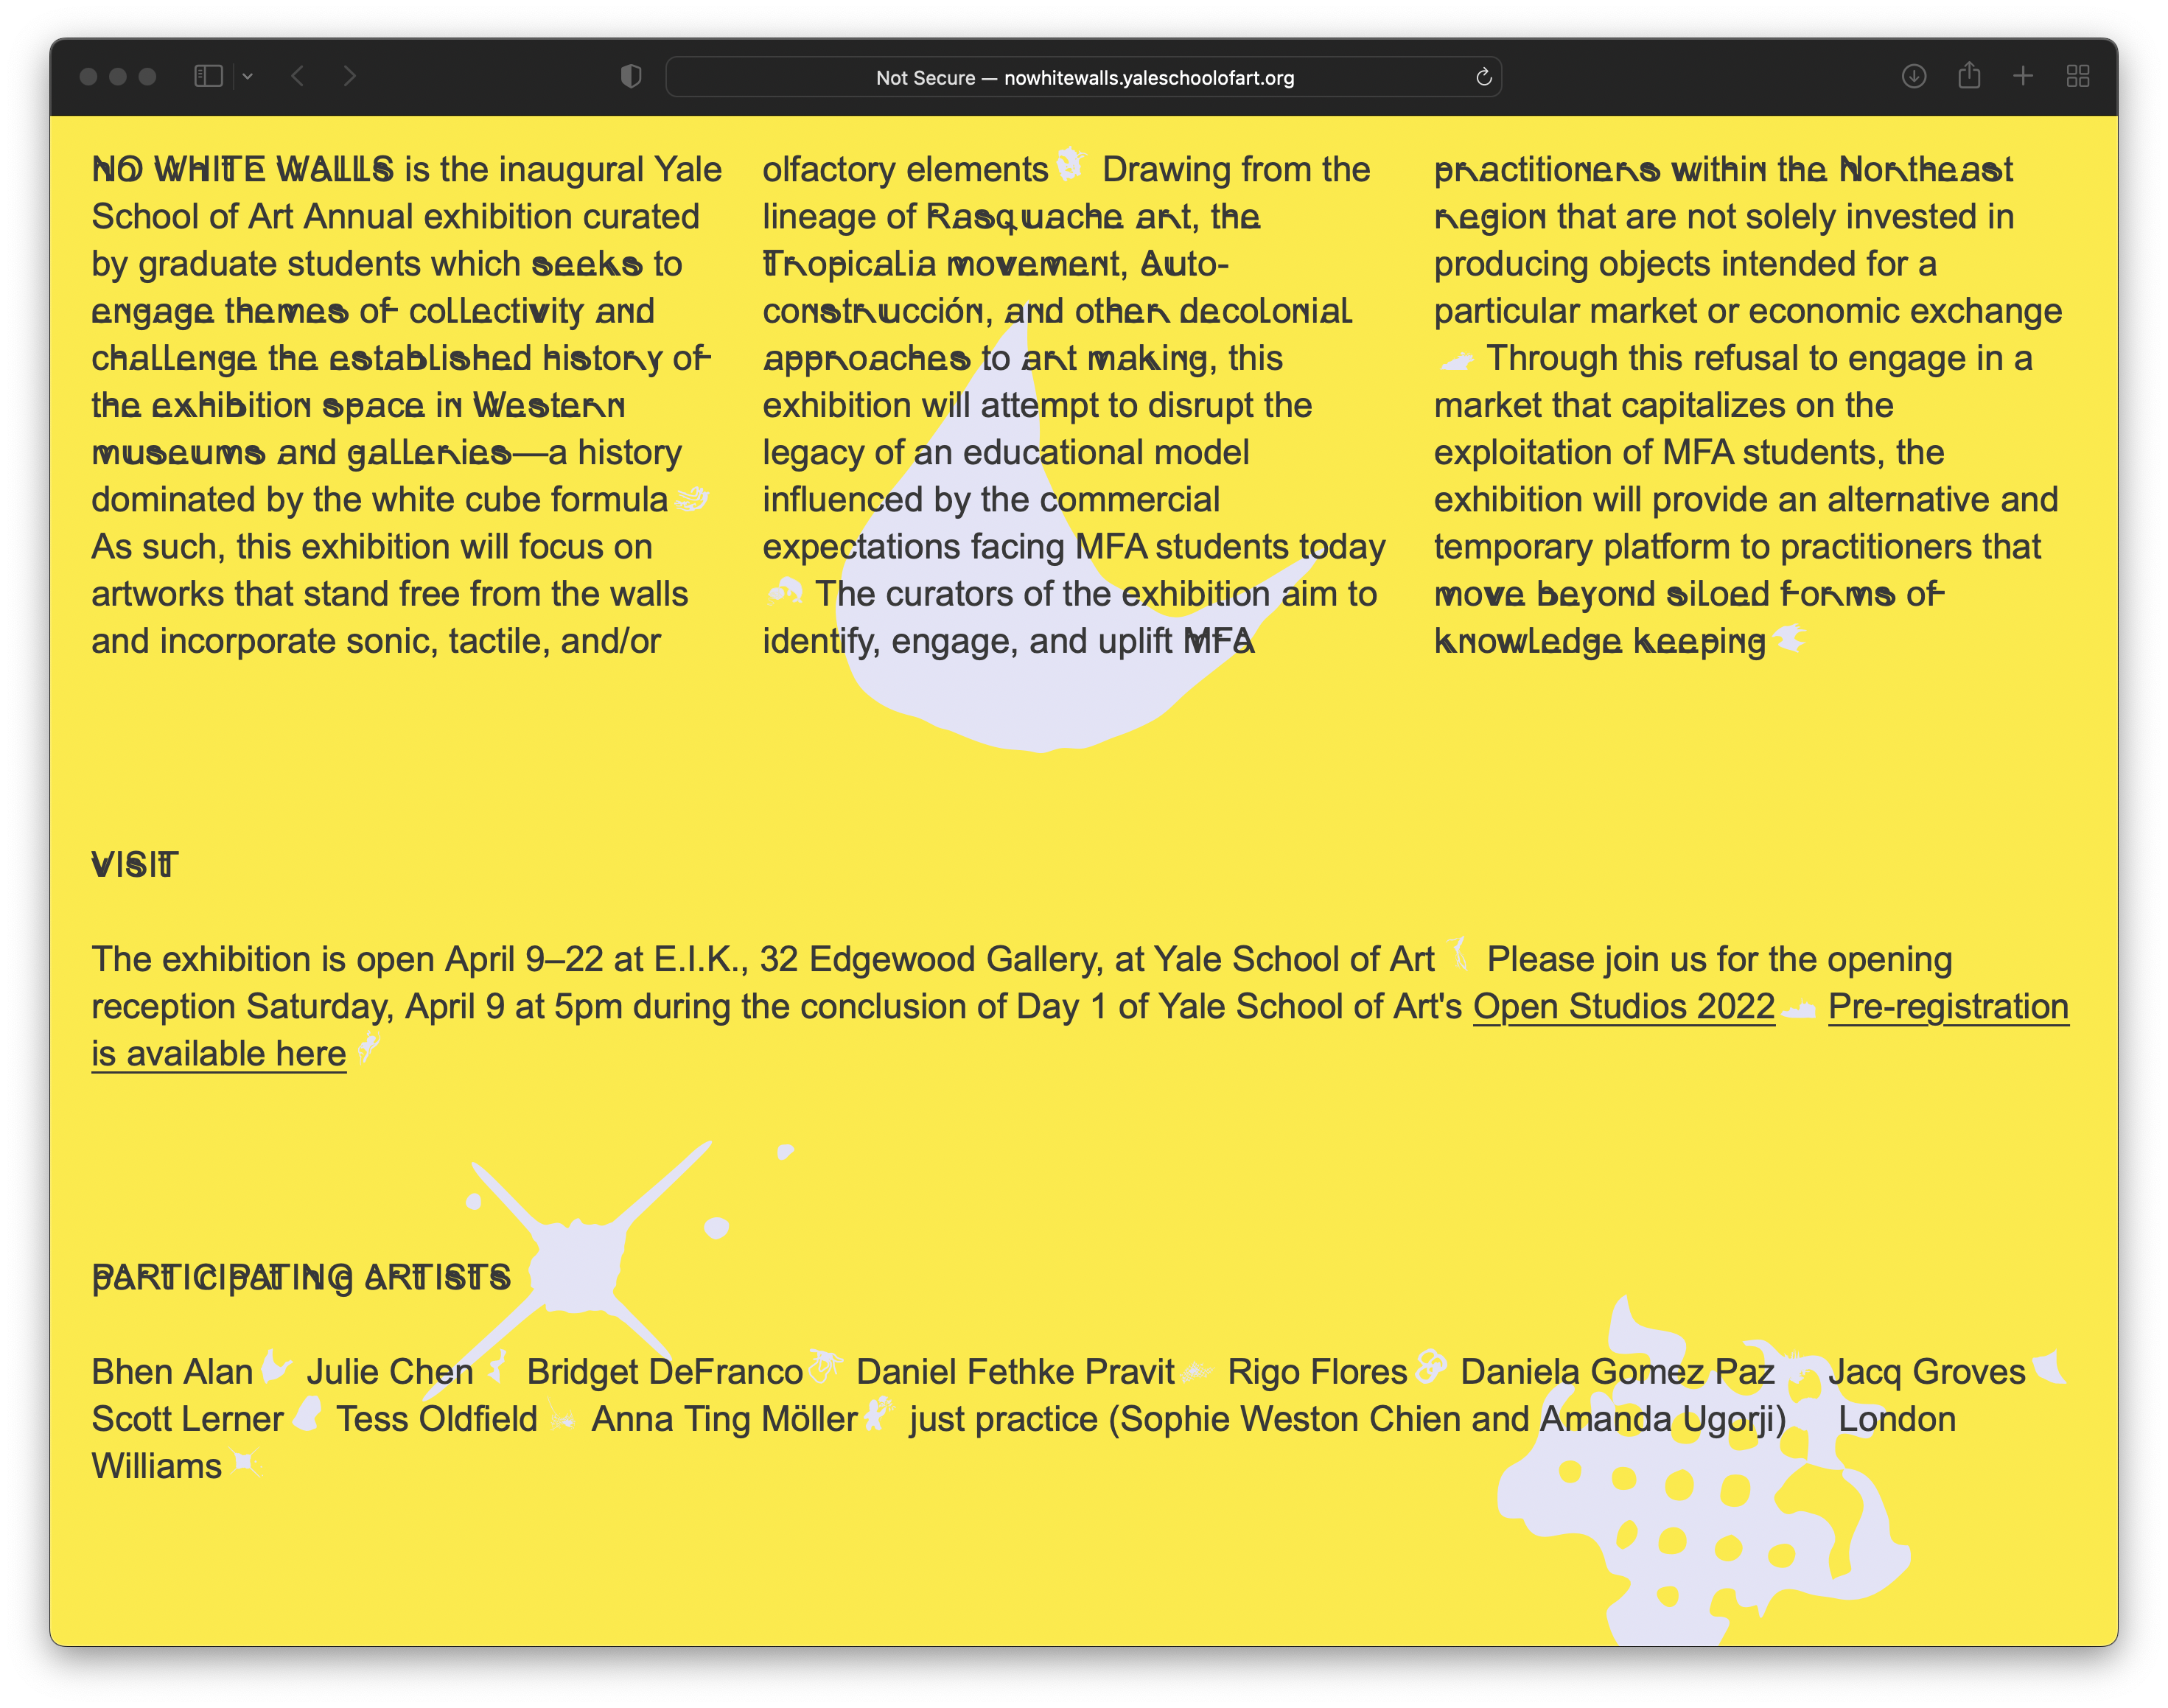 Not Secure — nowhitewalls.yaleschoolofart.org
NO WHITE WALLS is the inaugural Yale
School of Art Annual exhibition curated
by graduate students which seeks to
engage themes of collectivity and
challenge the established history of
the exhibition space in Western
museums and galleries—a history
dominated by the white cube formula
As such, this exhibition will focus on
artworks that stand free from the walls
and incorporate sonic, tactile, and/or
olfactory elements Drawing from the
lineage of Rasquache art, the
Tropicalia movement, Auto-
construcción, and other decolonial
approaches to art making, this
exhibition will attempt to disrupt the
legacy of an educational model
influenced by the commercial
expectations facing MFA students today
The curators of the exhibition aim to
identify, engage, and uplift MFA
practitioners within the Northeast
region that are not solely invested in
producing objects intended for a
particular market or economic exchange
Through this refusal to engage in a
market that capitalizes on the
exploitation of MFA students, the
exhibition will provide an alternative and
temporary platform to practitioners that
move beyond siloed forms of
knowledge keeping
VISIT
The exhibition is open April 9–22 at E.I.K., 32 Edgewood Gallery, at Yale School of Art Please join us for the opening
reception Saturday, April 9 at 5pm during the conclusion of Day 1 of Yale School of Art's Open Studios 2022 Pre-registration
is available here
PARTICIPATING ARTISTS
Bhen Alan Julie Chen Bridget DeFranco Daniel Fethke Pravit Rigo Flores Daniela Gomez Paz Jacq Groves
Scott Lerner Tess Oldfield Anna Ting Möller just practice (Sophie Weston Chien and Amanda Ugorji) London
Williams